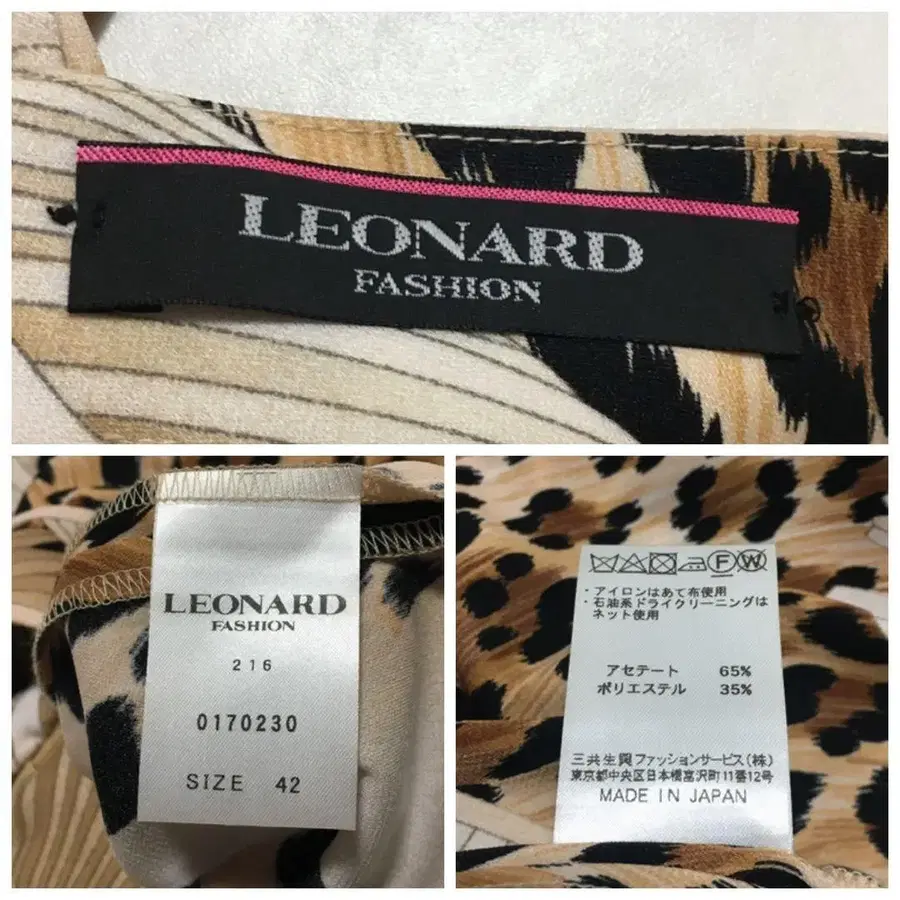 LEONARD
FASHION
LEONARD
FASHION
216
0170230
SIZE 42
F W
・アイロンはあて布使用
・石油系ドライクリーニングは
ネット使用
アセテート 65%
ポリエステル 35%
三共生興ファッションサービス(株)
東京都中央区日本橋富沢町11番12号
MADE IN JAPAN